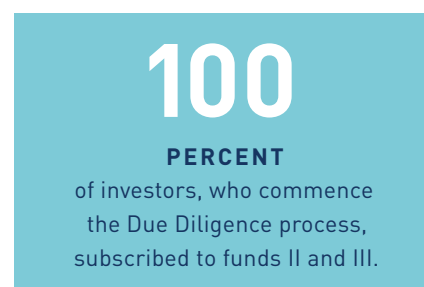 100
PERCENT
of investors, who commence
the Due Diligence process,
subscribed to funds II and III.